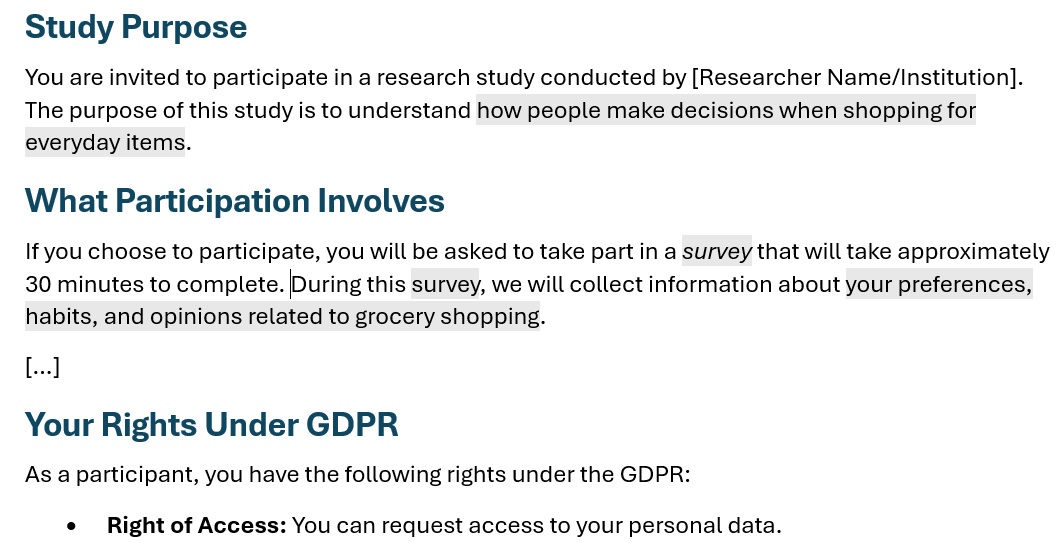 Study Purpose
You are invited to participate in a research study conducted by [Researcher Name/Institution].
The purpose of this study is to understand how people make decisions when shopping for
everyday items.
What Participation Involves
If you choose to participate, you will be asked to take part in a survey that will take approximately
30 minutes to complete. During this survey, we will collect information about your preferences,
habits, and opinions related to grocery shopping.
[...]
Your Rights Under GDPR
As a participant, you have the following rights under the GDPR:
• Right of Access: You can request access to your personal data.